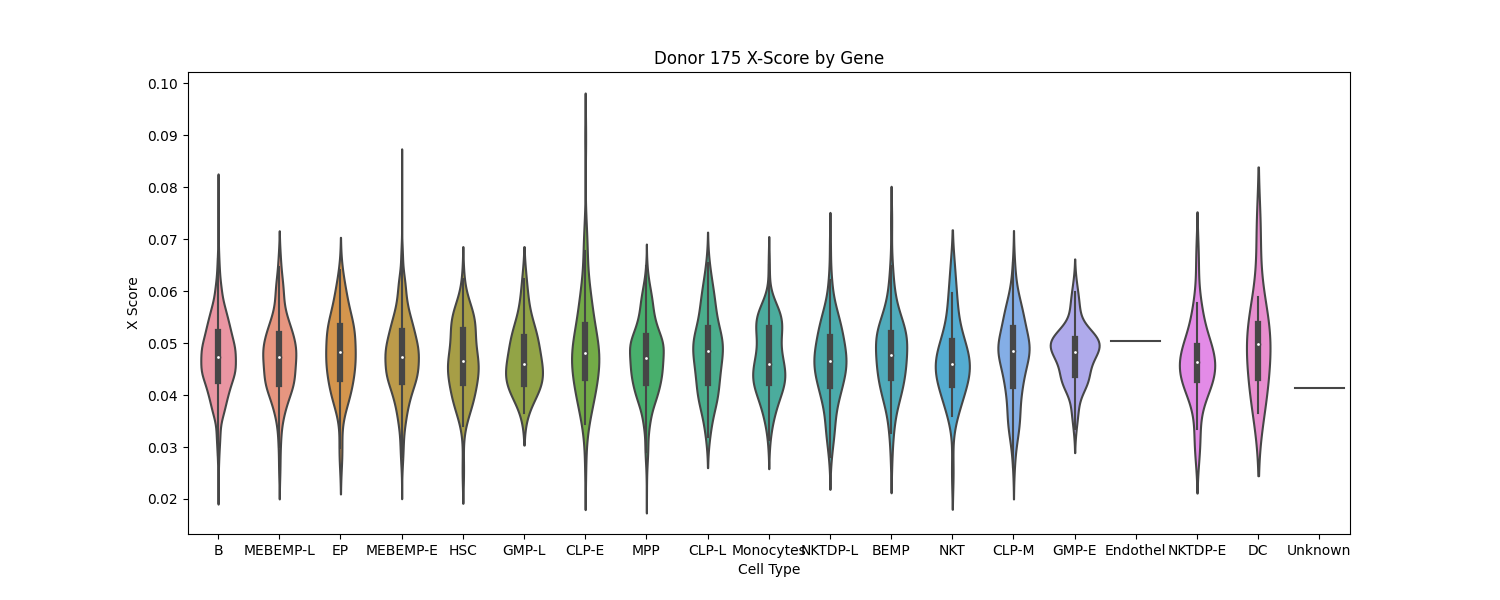 Donor 175 X-Score by Gene
0.10
0.09
0.08
0.07
0.06
0.05
0.04
0.03
0.02
X Score
B MEBEMP-L EP MEBEMP-E HSC GMP-L CLP-E MPP CLP-L Monocytes NKTDP-L BEMP NKT CLP-M GMP-E Endothel NKTDP-E DC Unknown
Cell Type